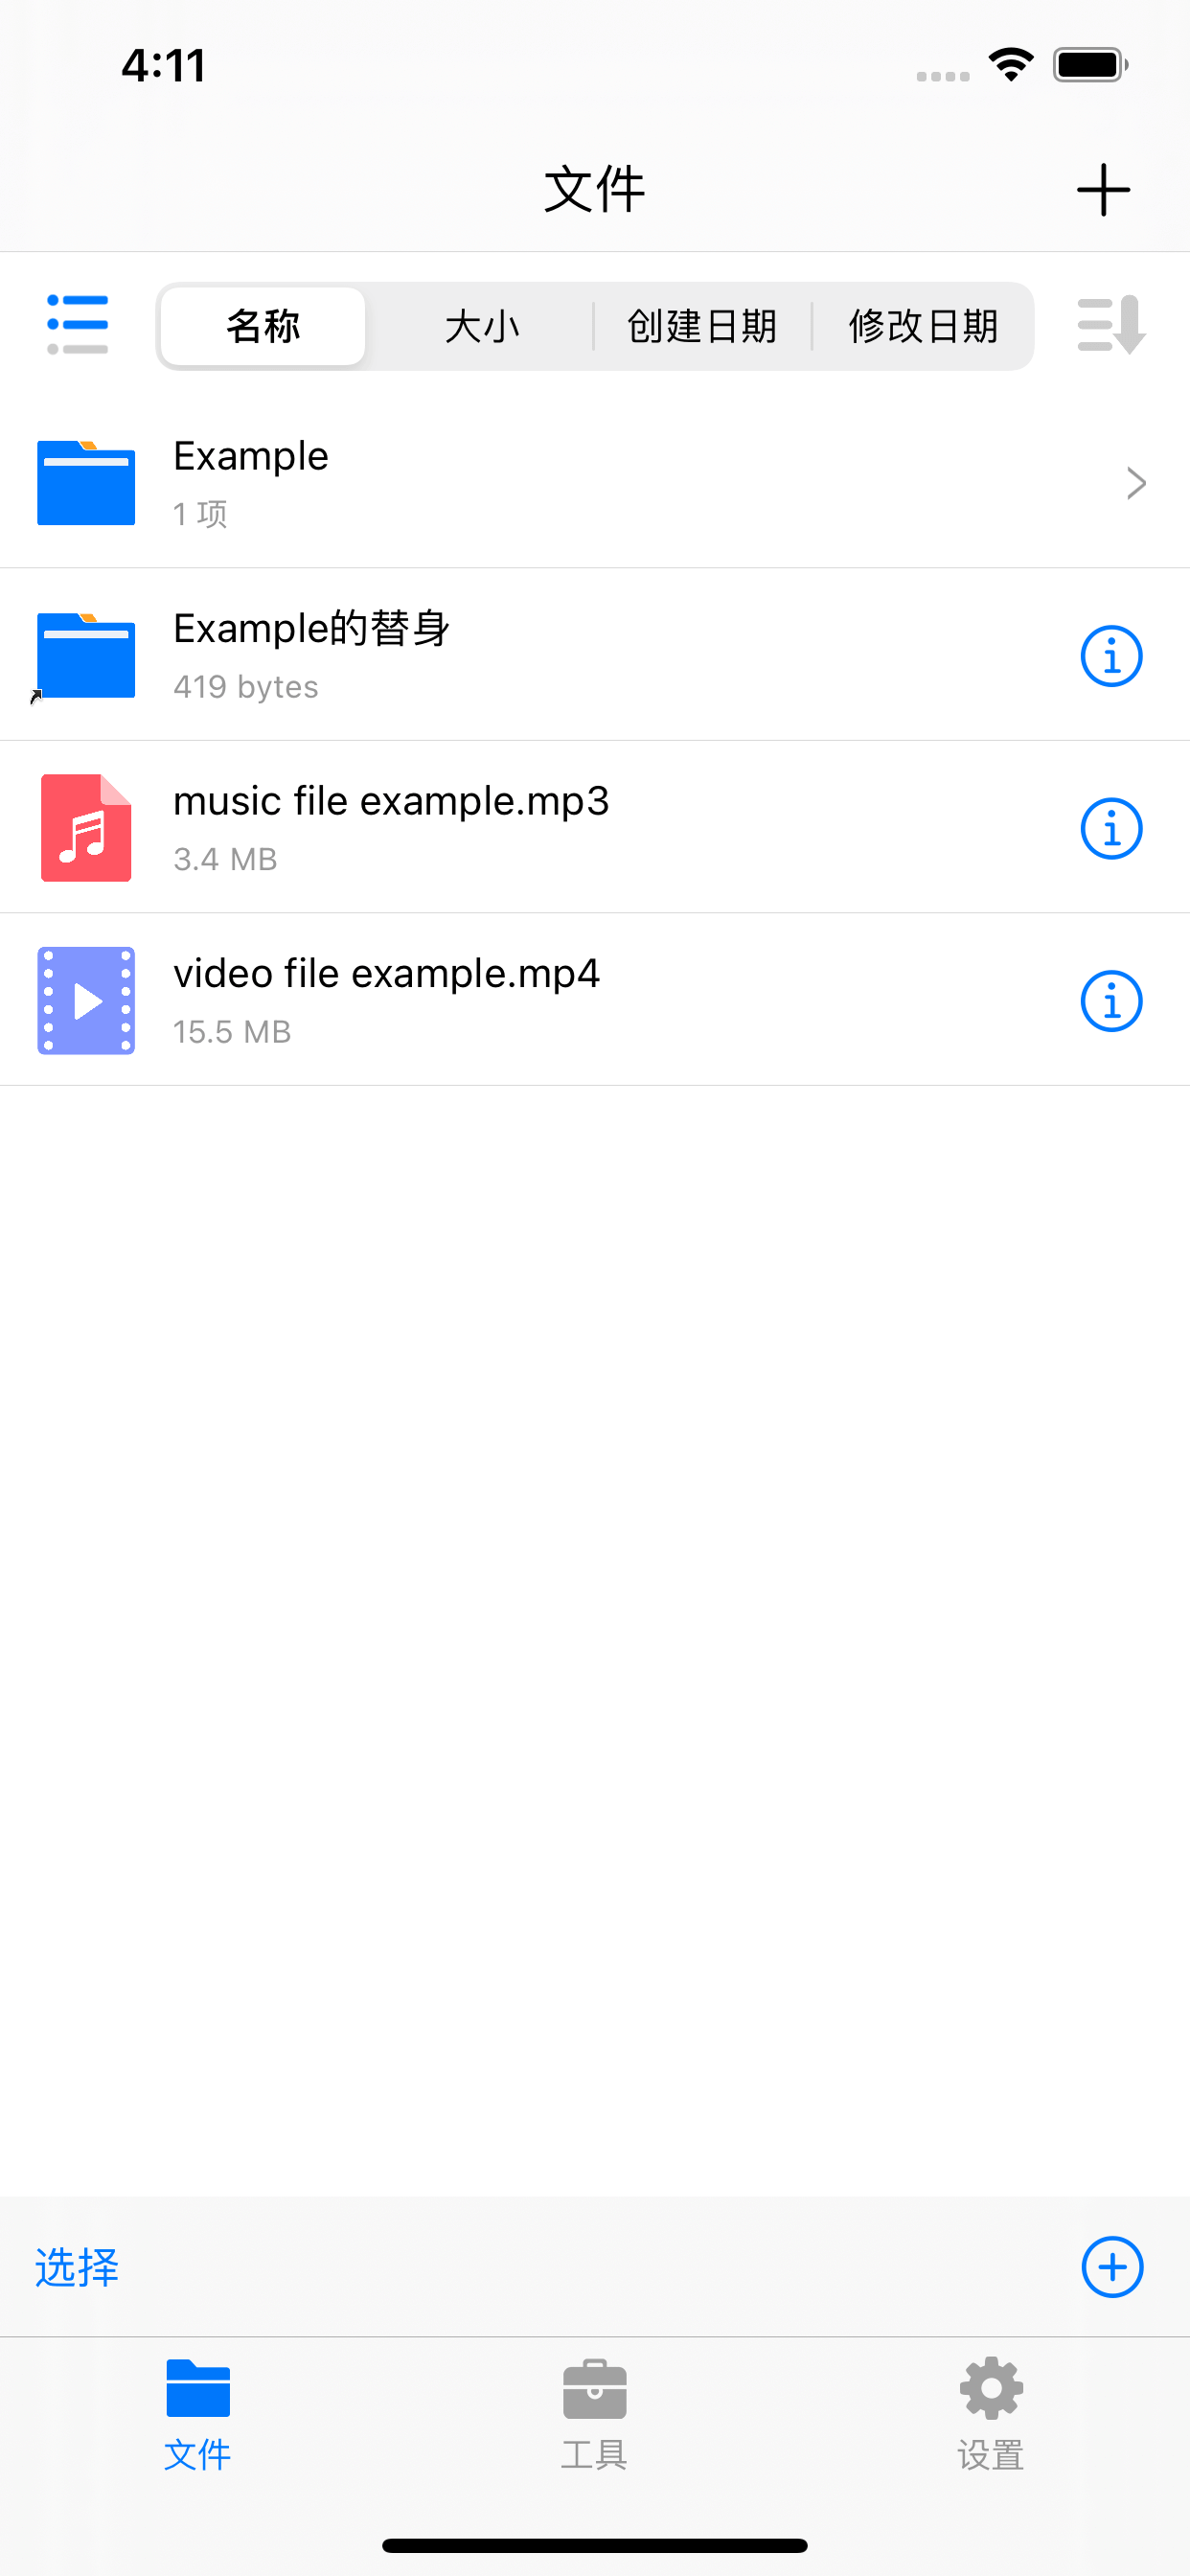 4:11
文件
名称 大小 创建日期 修改日期
Example
1 项
Example的替身
419 bytes
music file example.mp3
3.4 MB
video file example.mp4
15.5 MB
选择
文件 工具 设置